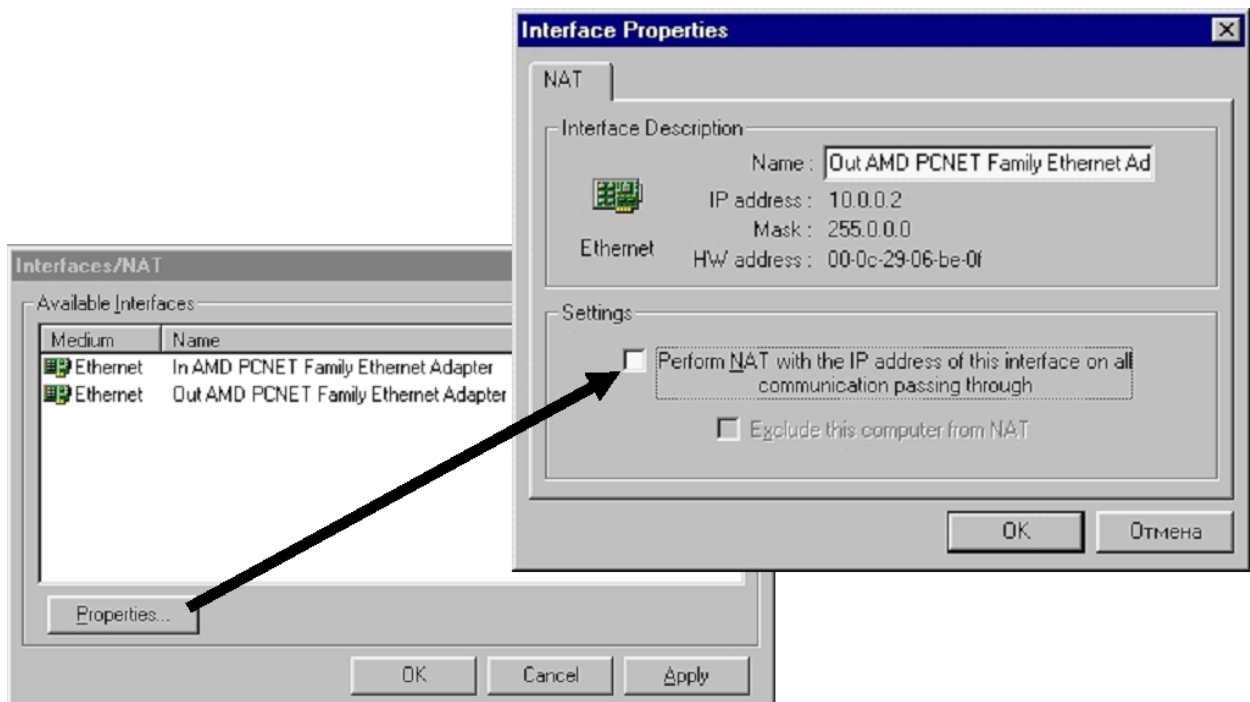 Interface Properties
NAT
Interface Description
Name : Out AMD PCNET Family Ethernet Ad
IP address : 10.0.0.2
Mask : 255.0.0.0
Ethernet
HW address : 00-0c-29-06-be-0f
Settings
Perform NAT with the IP address of this interface on all
communication passing through
Exclude this computer from NAT
OK Отмена
Interfaces/NAT
Available Interfaces
Medium Name
Ethernet In AMD PCNET Family Ethernet Adapter
Ethernet Out AMD PCNET Family Ethernet Adapter
Properties...
OK Cancel Apply